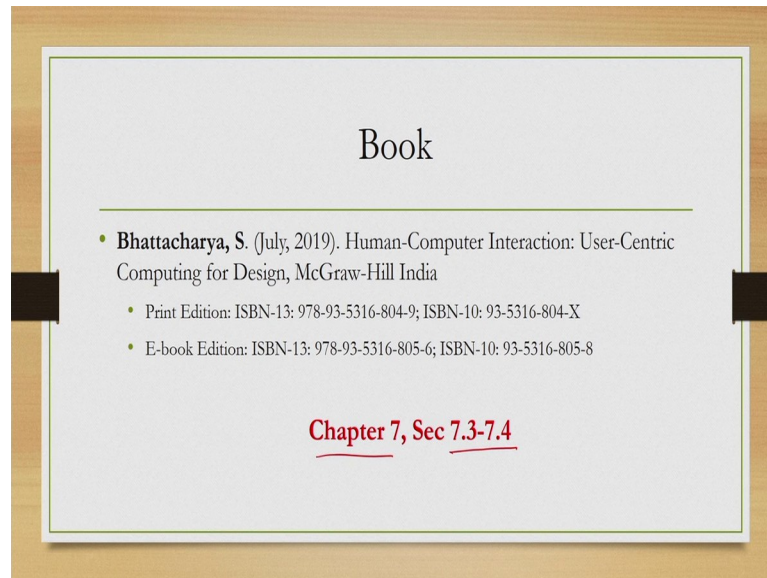 Book
• Bhattacharya, S. (July, 2019). Human-Computer Interaction: User-Centric
Computing for Design, McGraw-Hill India
• Print Edition: ISBN-13: 978-93-5316-804-9; ISBN-10: 93-5316-804-X
• E-book Edition: ISBN-13: 978-93-5316-805-6; ISBN-10: 93-5316-805-8
Chapter 7, Sec 7.3-7.4